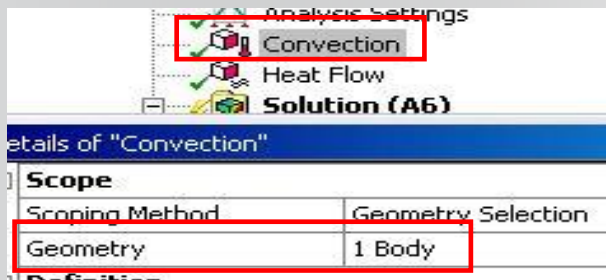 Analysis Settings
Convection
Heat Flow
Solution (A6)
etails of "Convection"
Scope
Scoping Method Geometry Selection
Geometry 1 Body
Definition